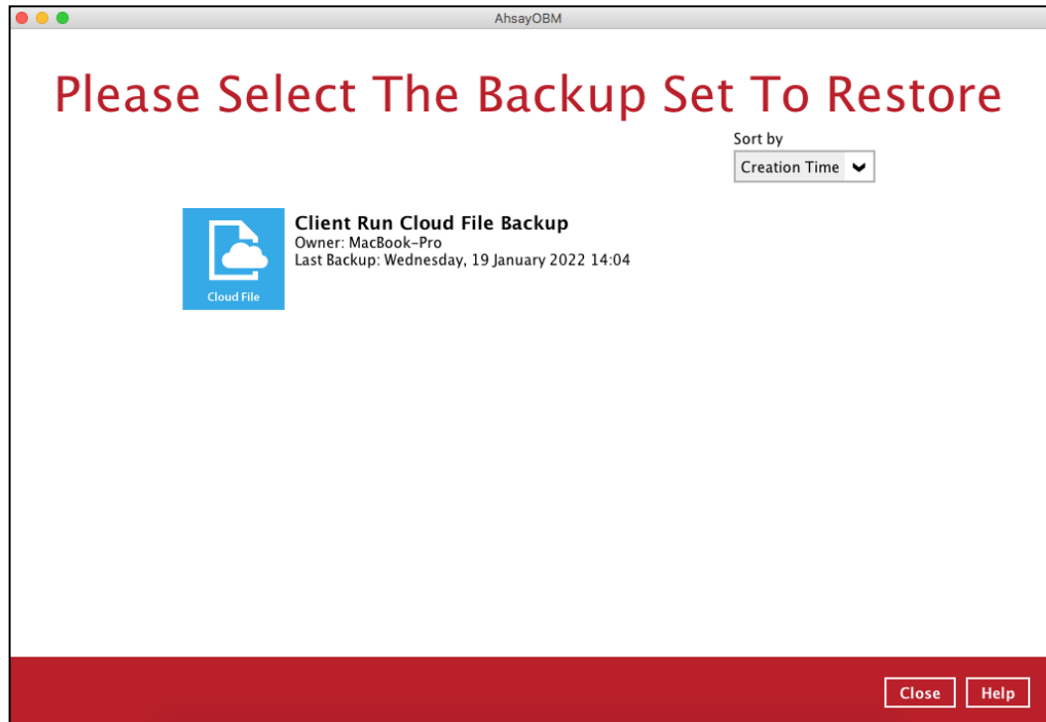 AhsayOBM
Please Select The Backup Set To Restore
Sort by
Creation Time
Client Run Cloud File Backup
Owner: MacBook-Pro
Last Backup: Wednesday, 19 January 2022 14:04
Cloud File
Close Help